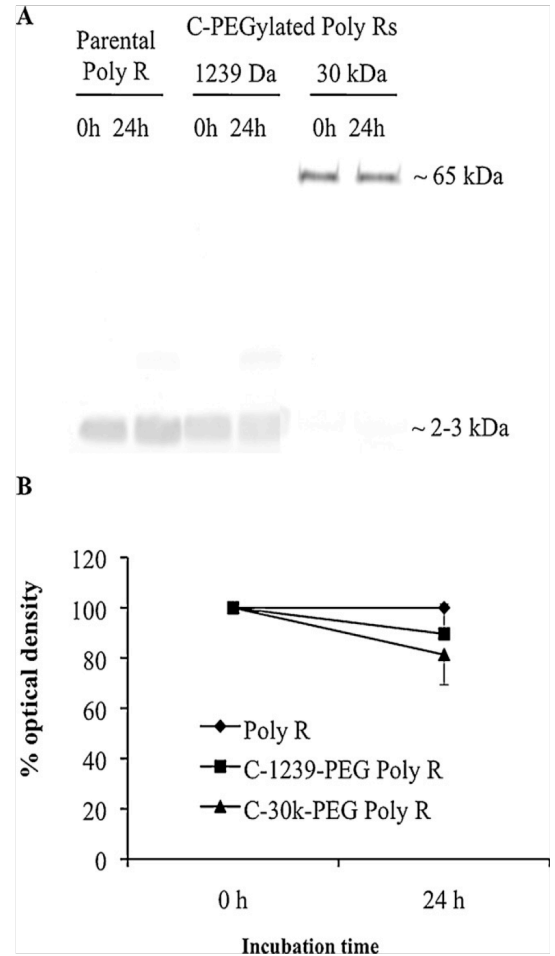 A
C-PEGylated Poly Rs
Parental
Poly R
1239 Da
30 kDa
0h 24h
0h 24h
0h 24h
~ 65 kDa
~ 2-3 kDa
B
% optical density
120
100
80
60
40
20
0
Poly R
C-1239-PEG Poly R
C-30k-PEG Poly R
0 h
24 h
Incubation time